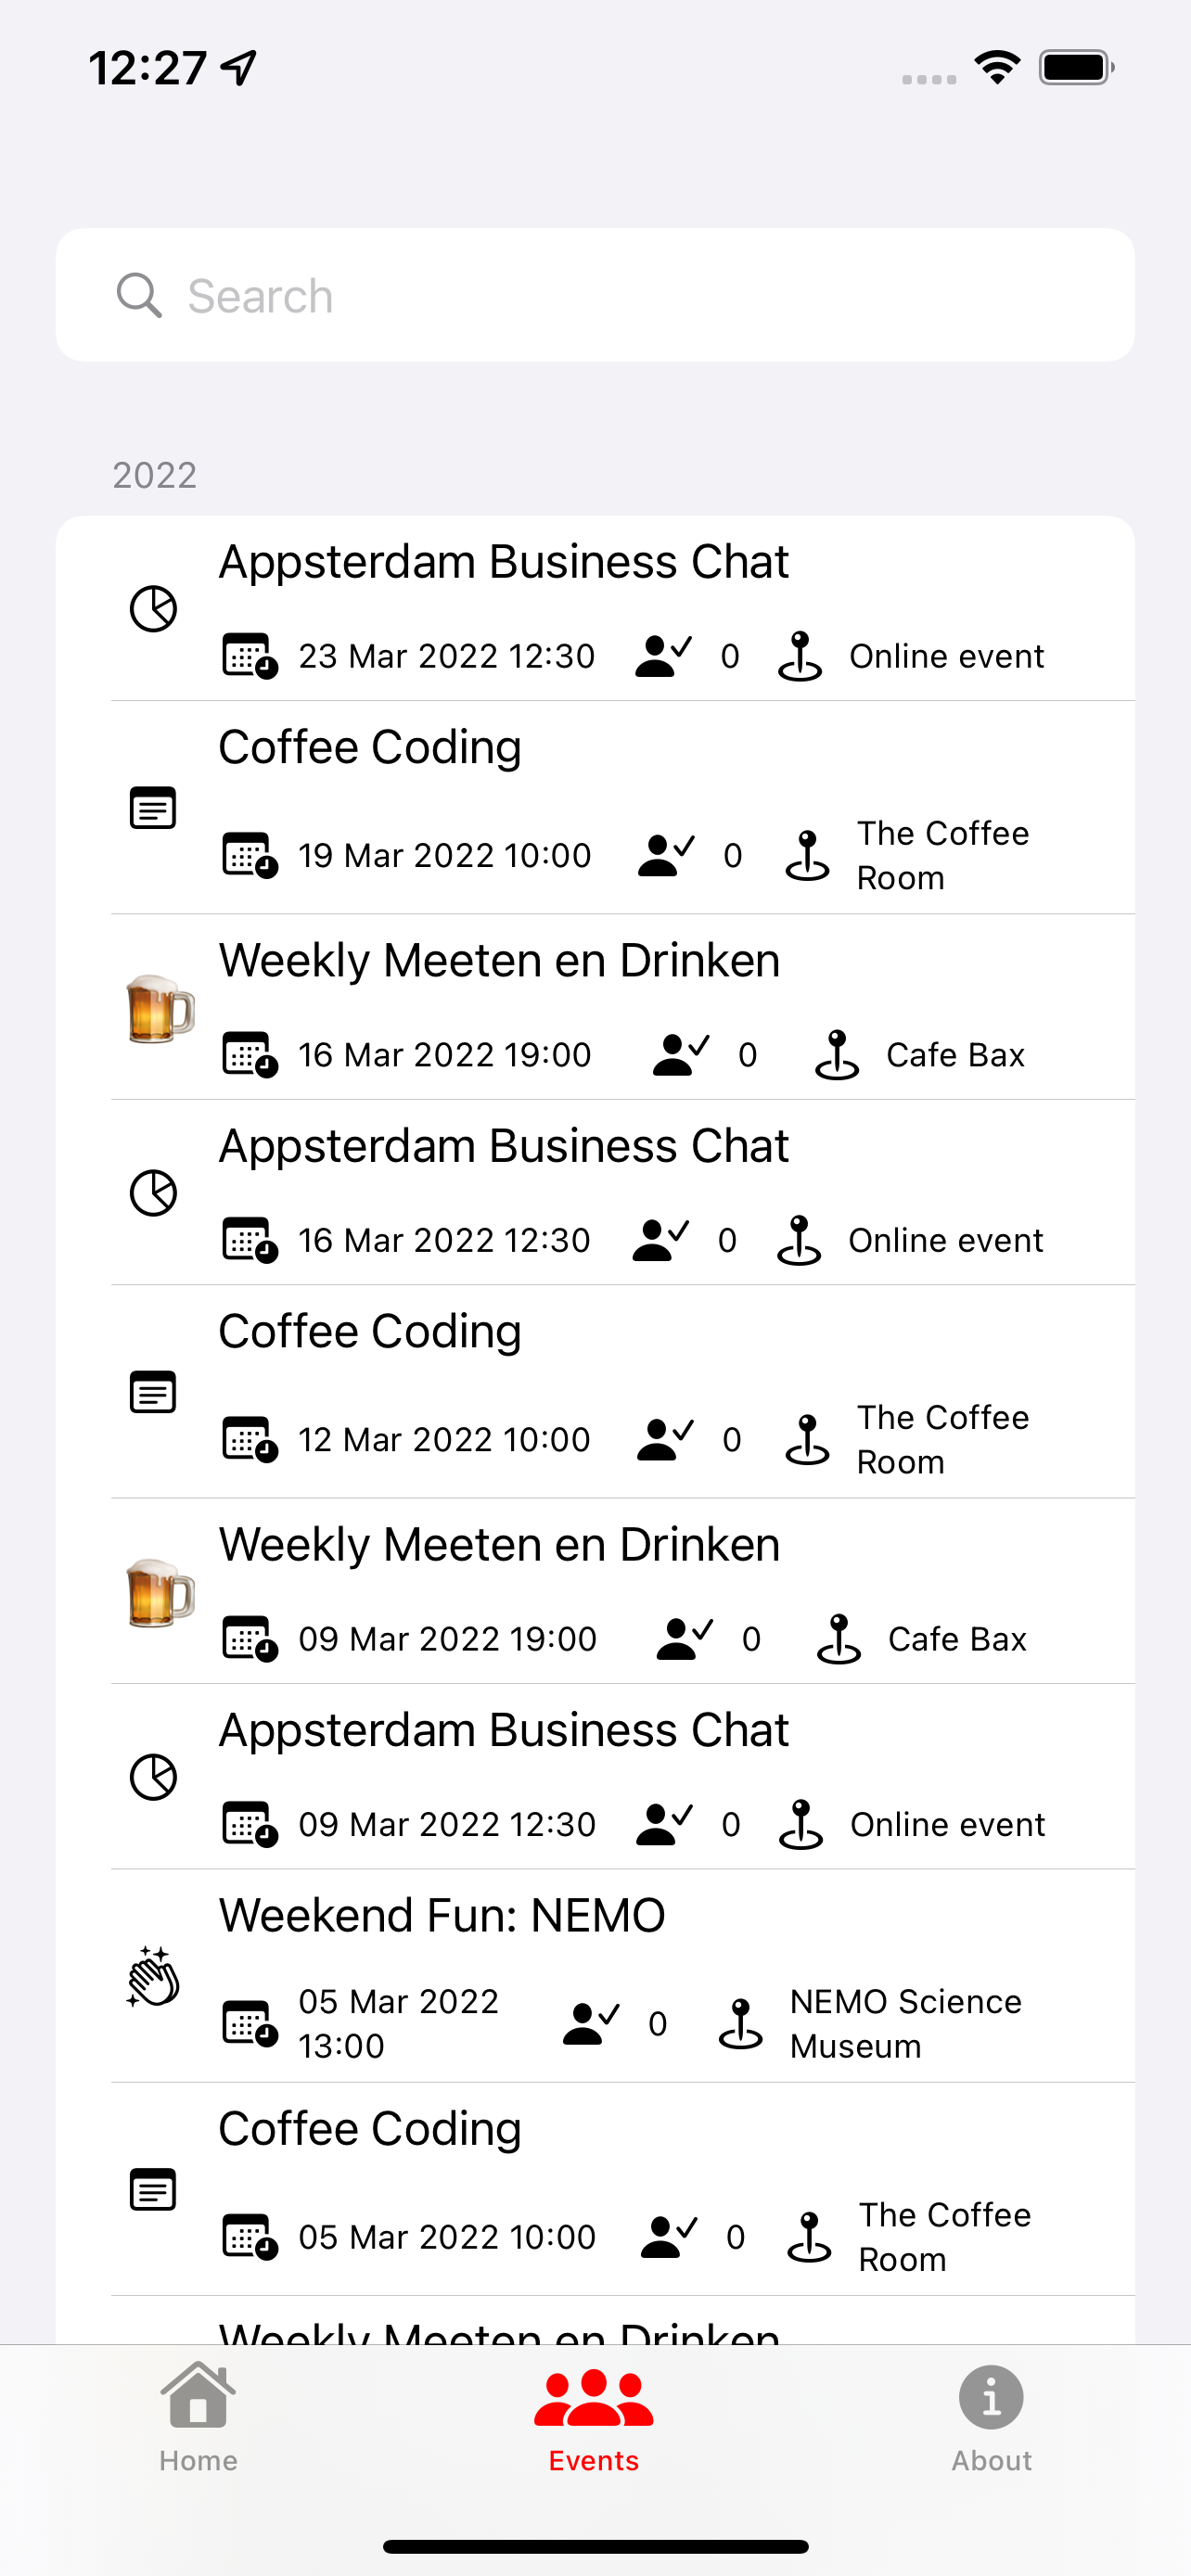 12:27
Search
2022
Appsterdam Business Chat
23 Mar 2022 12:30 0 Online event
Coffee Coding
19 Mar 2022 10:00 0 The Coffee
Room
Weekly Meeten en Drinken
16 Mar 2022 19:00 0 Cafe Bax
Appsterdam Business Chat
16 Mar 2022 12:30 0 Online event
Coffee Coding
12 Mar 2022 10:00 0 The Coffee
Room
Weekly Meeten en Drinken
09 Mar 2022 19:00 0 Cafe Bax
Appsterdam Business Chat
09 Mar 2022 12:30 0 Online event
Weekend Fun: NEMO
05 Mar 2022
13:00
0
NEMO Science
Museum
Coffee Coding
05 Mar 2022 10:00 0 The Coffee
Room
Weekly Meeten en Drinken
Home Events About